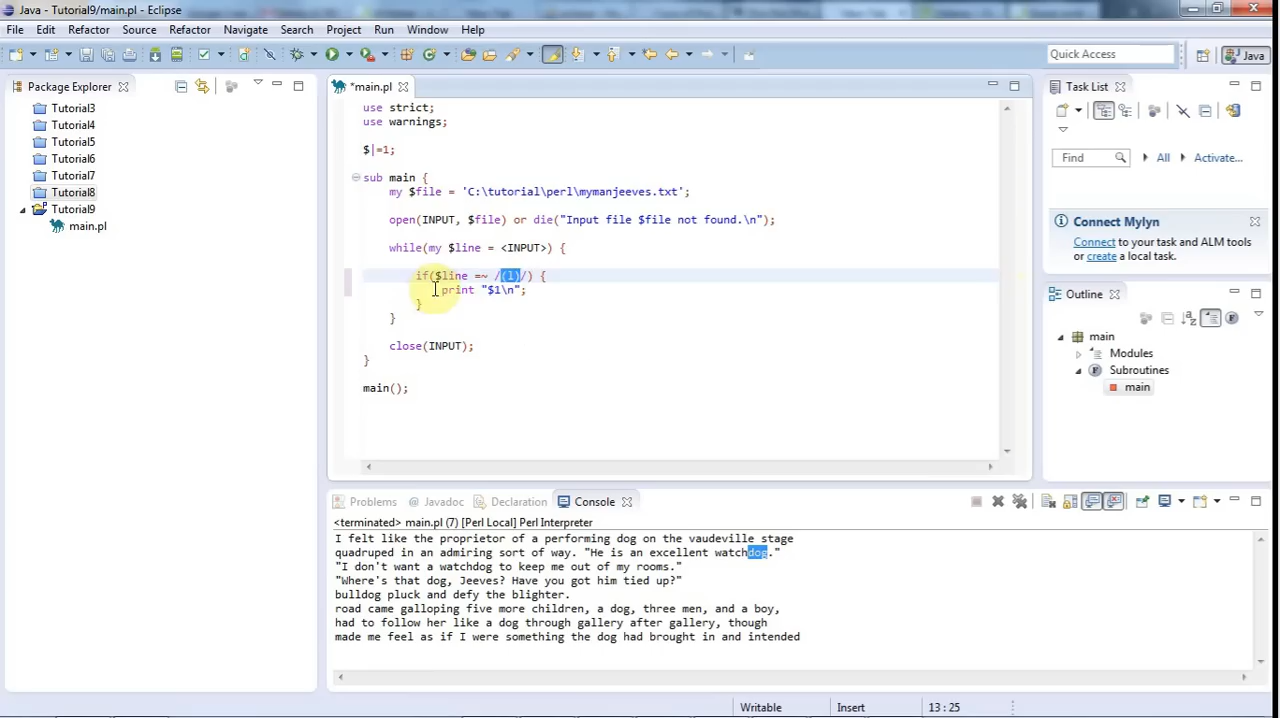 Java - Tutorial9/main.pl - Eclipse
File Edit Refactor Source Refactor Navigate Search Project Run Window Help
Quick Access
Java
Package Explorer
Tutorial3
Tutorial4
Tutorial5
Tutorial6
Tutorial7
Tutorial8
Tutorial9
main.pl
*main.pl
use strict;
use warnings;
$|=1;
sub main {
my $file = 'C:\tutorial\perl\mymanjeeves.txt';
open(INPUT, $file) or die("Input file $file not found.\n");
while(my $line = <INPUT>) {
if($line =~ /(l)/) {
print "$1\n";
}
}
close(INPUT);
}
main();
Task List
Find
All
Activate...
Connect Mylyn
Connect to your task and ALM tools
or create a local task.
Outline
main
Modules
Subroutines
main
Problems Javadoc Declaration Console
<terminated> main.pl (7) [Perl Local] Perl Interpreter
I felt like the proprietor of a performing dog on the vaudeville stage
quadruped in an admiring sort of way. "He is an excellent watchdog."
"I don't want a watchdog to keep me out of my rooms."
"Where's that dog, Jeeves? Have you got him tied up?"
bulldog pluck and defy the blighter.
road came galloping five more children, a dog, three men, and a boy,
had to follow her like a dog through gallery after gallery, though
made me feel as if I were something the dog had brought in and intended
Writable Insert 13 : 25